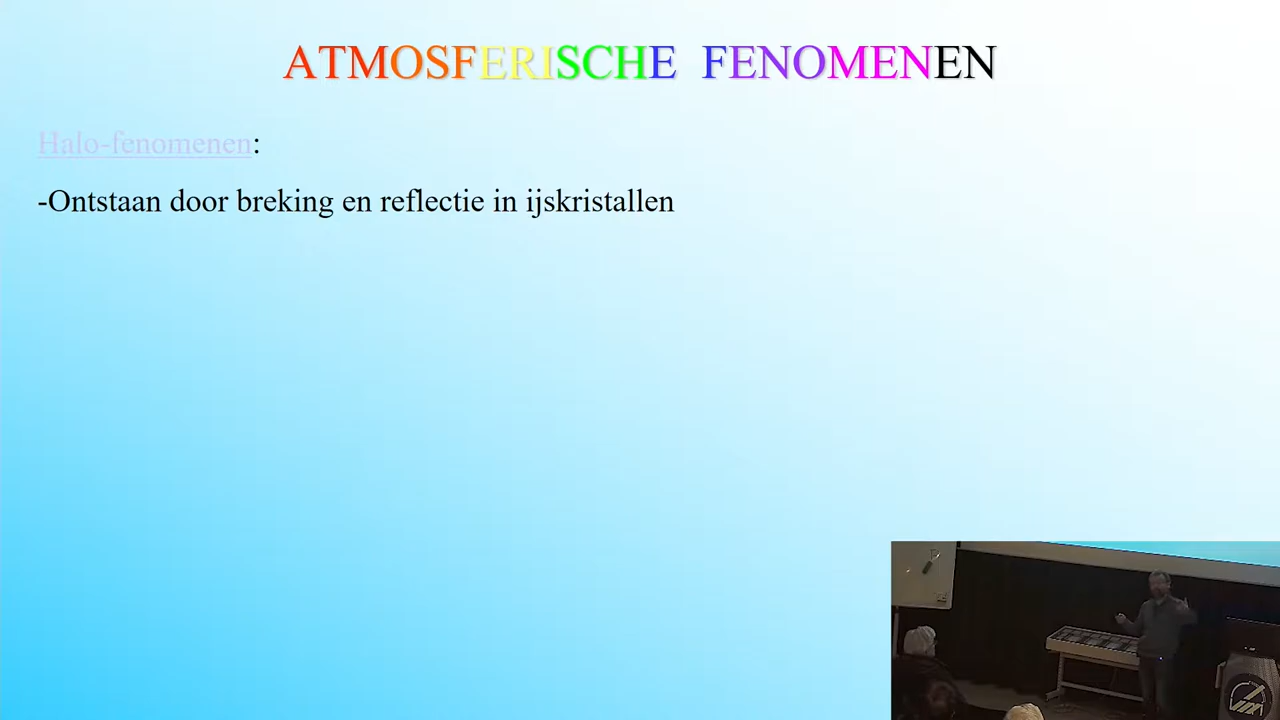 ATMOSFERISCHE FENOMENEN
Halo-fenomenen:
-Ontstaan door breking en reflectie in ijskristallen